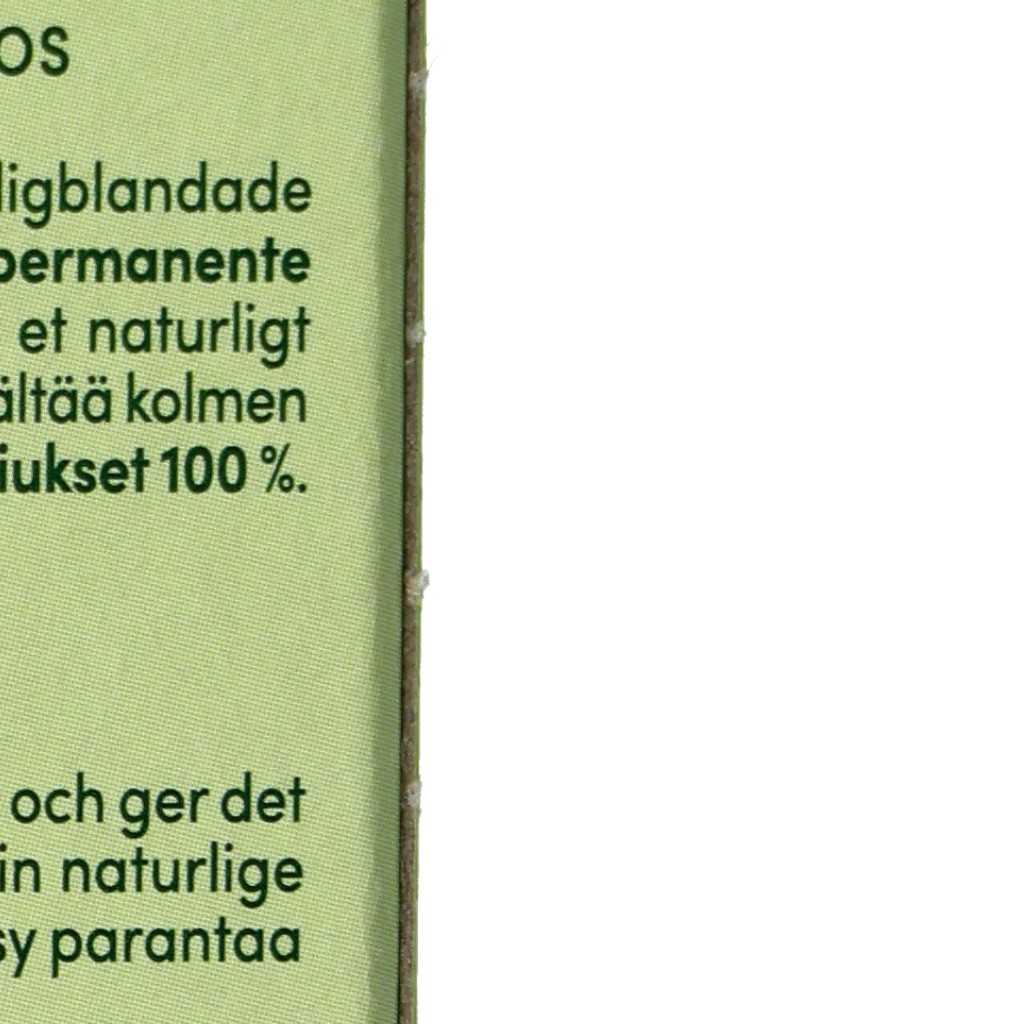 OS
ligblandade
permanente
et naturligt
ältää kolmen
iukset 100 %.
och ger det
in naturlige
sy parantaa